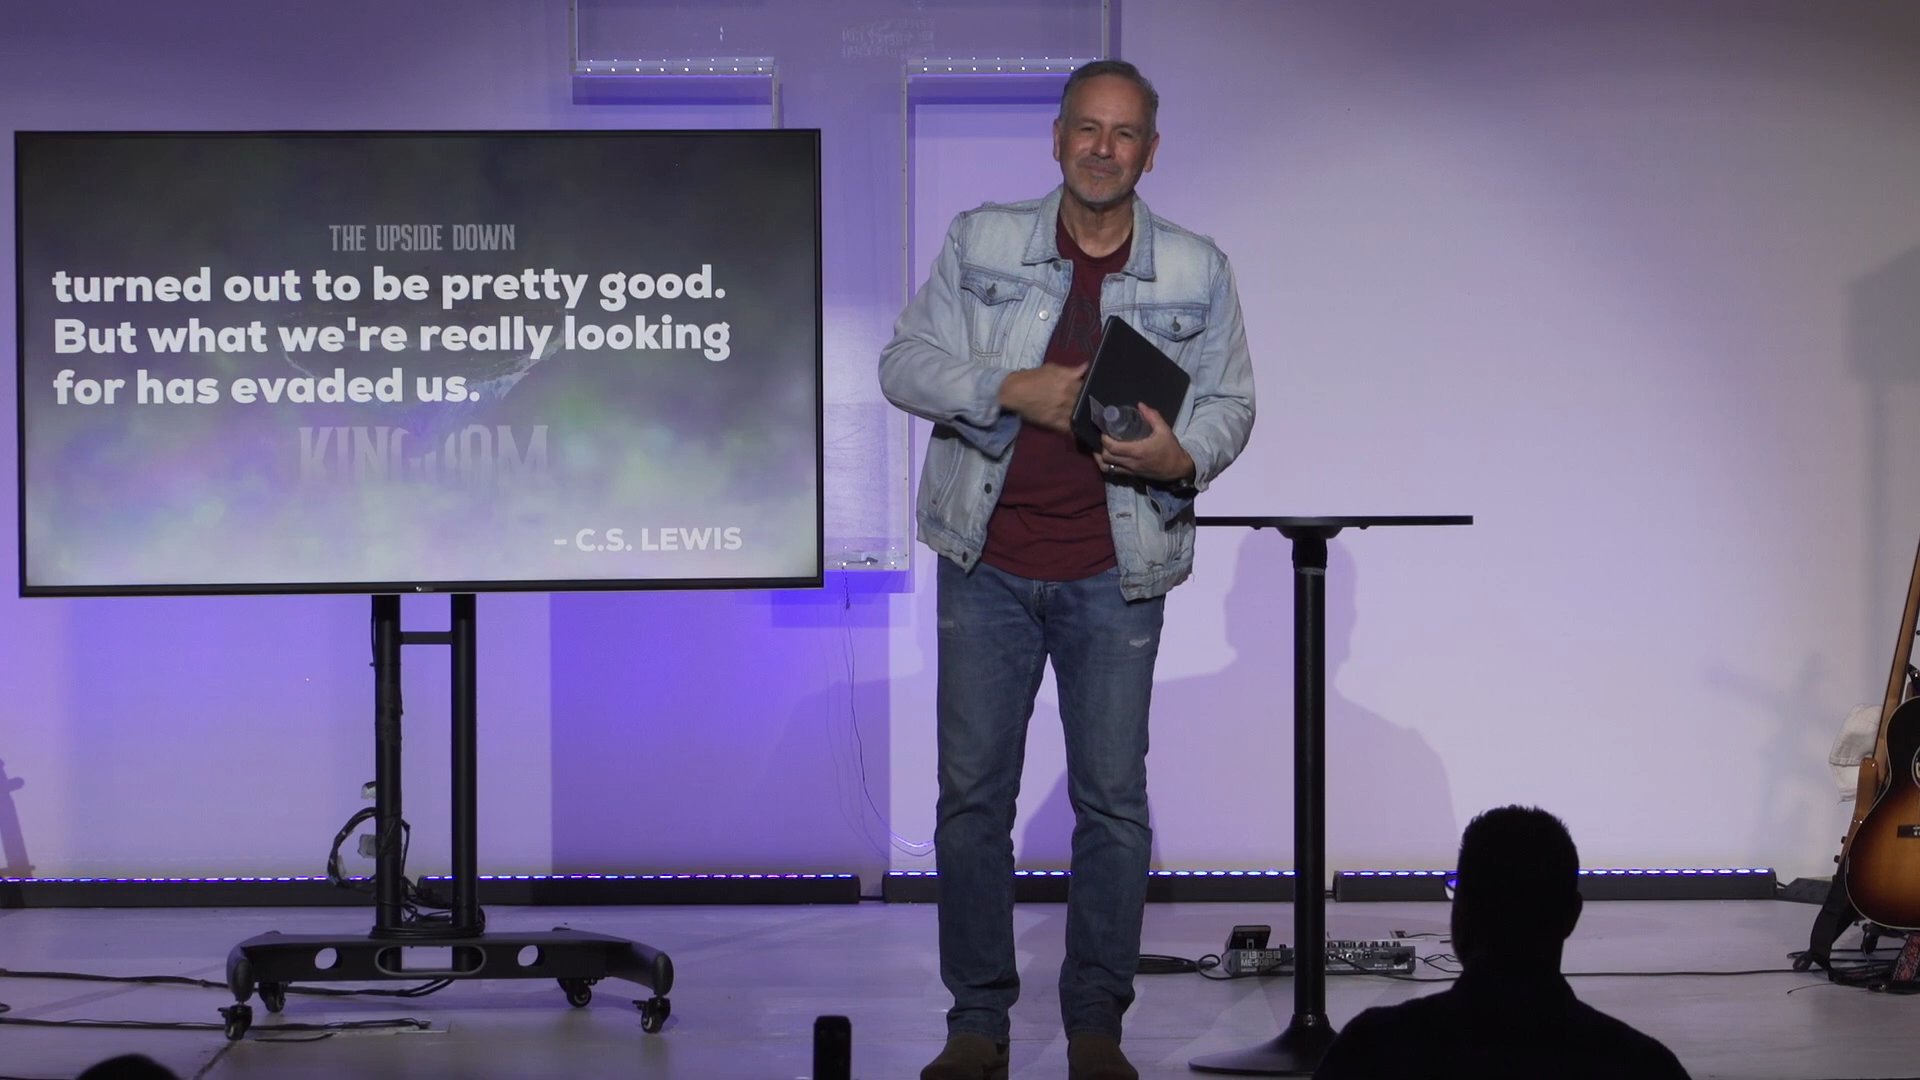 THE UPSIDE DOWN
turned out to be pretty good.
But what we're really looking
for has evaded us.
KINGDOM
- C.S. LEWIS
BOSS